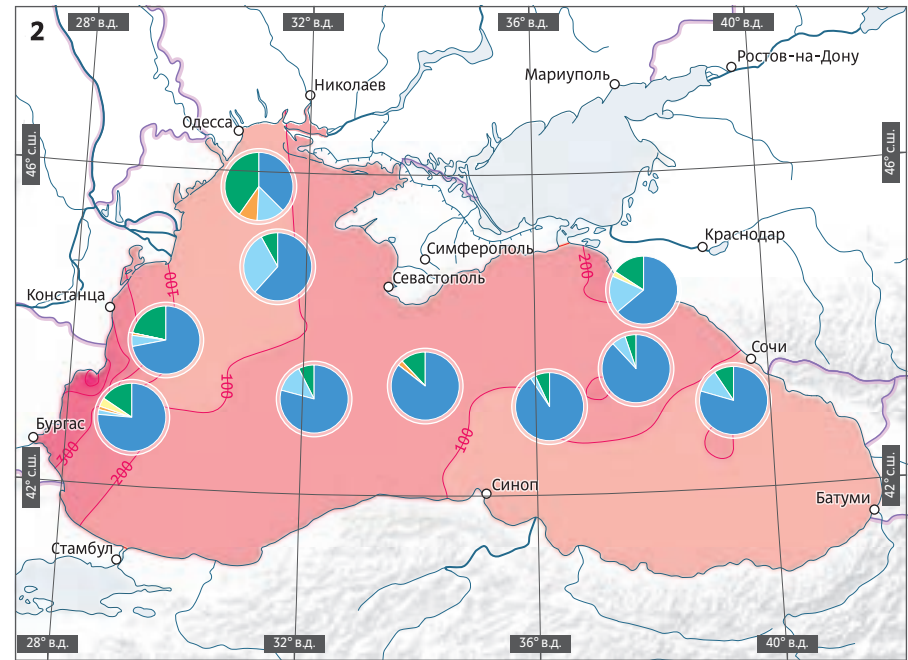 2
28° в.д.
32° в.д.
36° в.д.
40° в.д.
Ростов-на-Дону
Мариуполь
Николаев
Одесса
46° с.ш.
46° с.ш.
Краснодар
Симферополь
Севастополь
200
100
Констанца
Сочи
100
100
Бургас
300
200
42° с.ш.
42° с.ш.
Синоп
Батуми
Стамбул
28° в.д.
32° в.д.
36° в.д.
40° в.д.